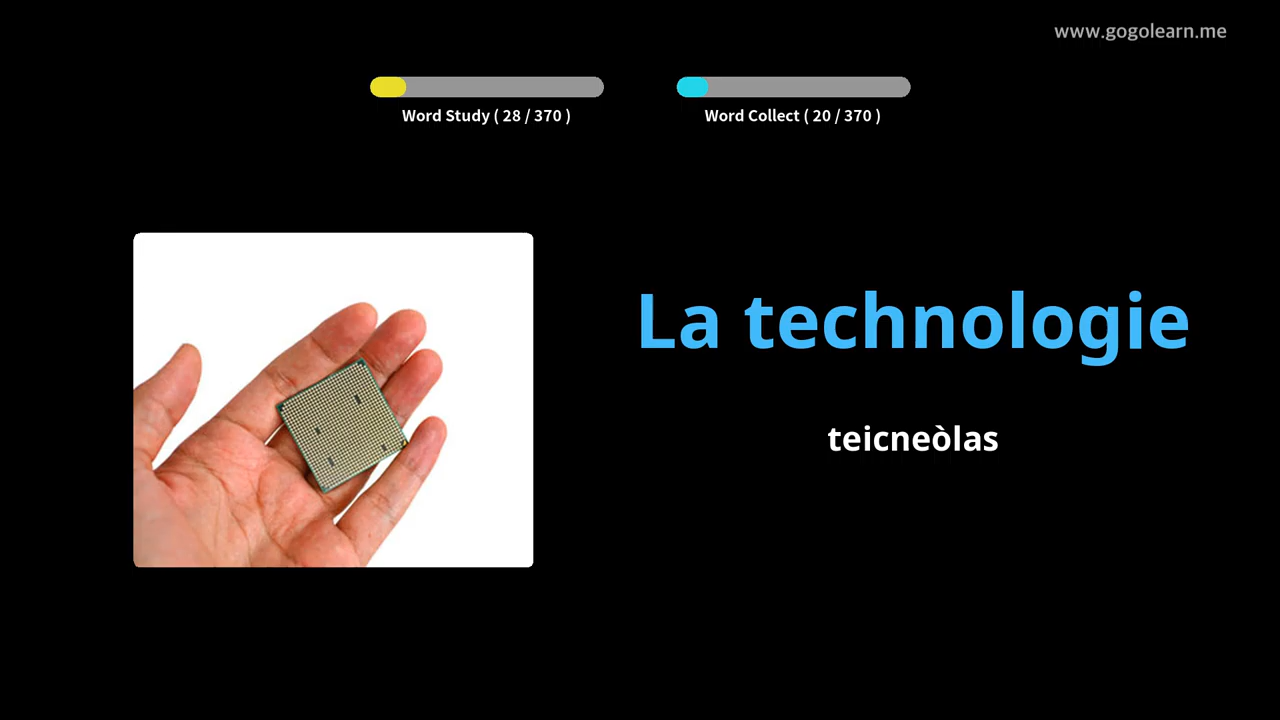 www.gogolearn.me
Word Study ( 28 / 370 )
Word Collect ( 20 / 370 )
La technologie
teicneòlas